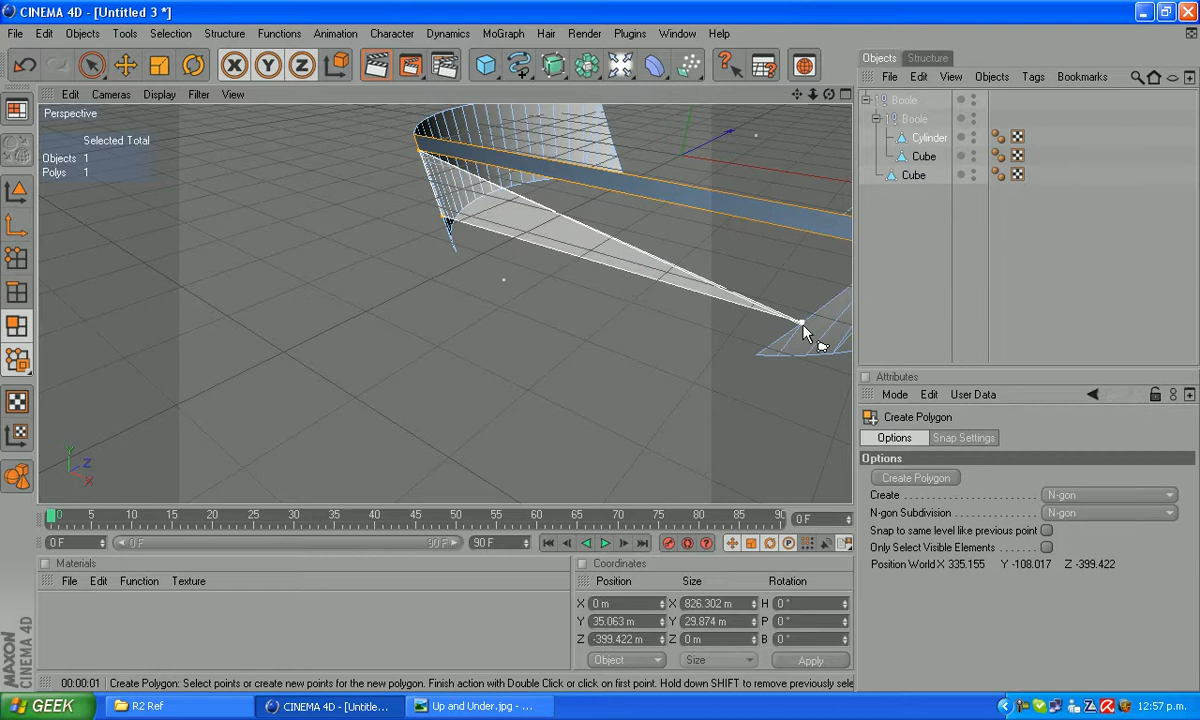 CINEMA 4D - [Untitled 3 *]
File Edit Objects Tools Selection Structure Functions Animation Character Dynamics MoGraph Hair Render Plugins Window Help
X Y Z
Objects Structure
File Edit View Objects Tags Bookmarks
Edit Cameras Display Filter View
Perspective
Selected Total
Objects 1
Polys 1
Boole
Boole
Cylinder
Cube
Cube
Attributes
Mode Edit User Data
Create Polygon
Options Snap Settings
Options
Create Polygon
Create N-gon
N-gon Subdivision N-gon
Snap to same level like previous point
Only Select Visible Elements
Position World X 335.155 Y -108.017 Z -399.422
Y
Z
X
0 5 10 15 20 25 30 35 40 45 50 55 60 65 70 75 80 85 90
0 F
0 F 0 F 90 F 90 F
Materials
File Edit Function Texture
Coordinates
Position Size Rotation
X 0 m X 826.302 m H 0 °
Y 35.063 m Y 29.874 m P 0 °
Z -399.422 m Z 0 m B 0 °
Object Size Apply
MAXON
CINEMA 4D
00:00:01 Create Polygon: Select points or create new points for the new polygon. Finish action with Double Click or click on first point. Hold down SHIFT to remove previously sele
GEEK R2 Ref CINEMA 4D - [Untitle... Up and Under.jpg - ... 12:57 p.m.